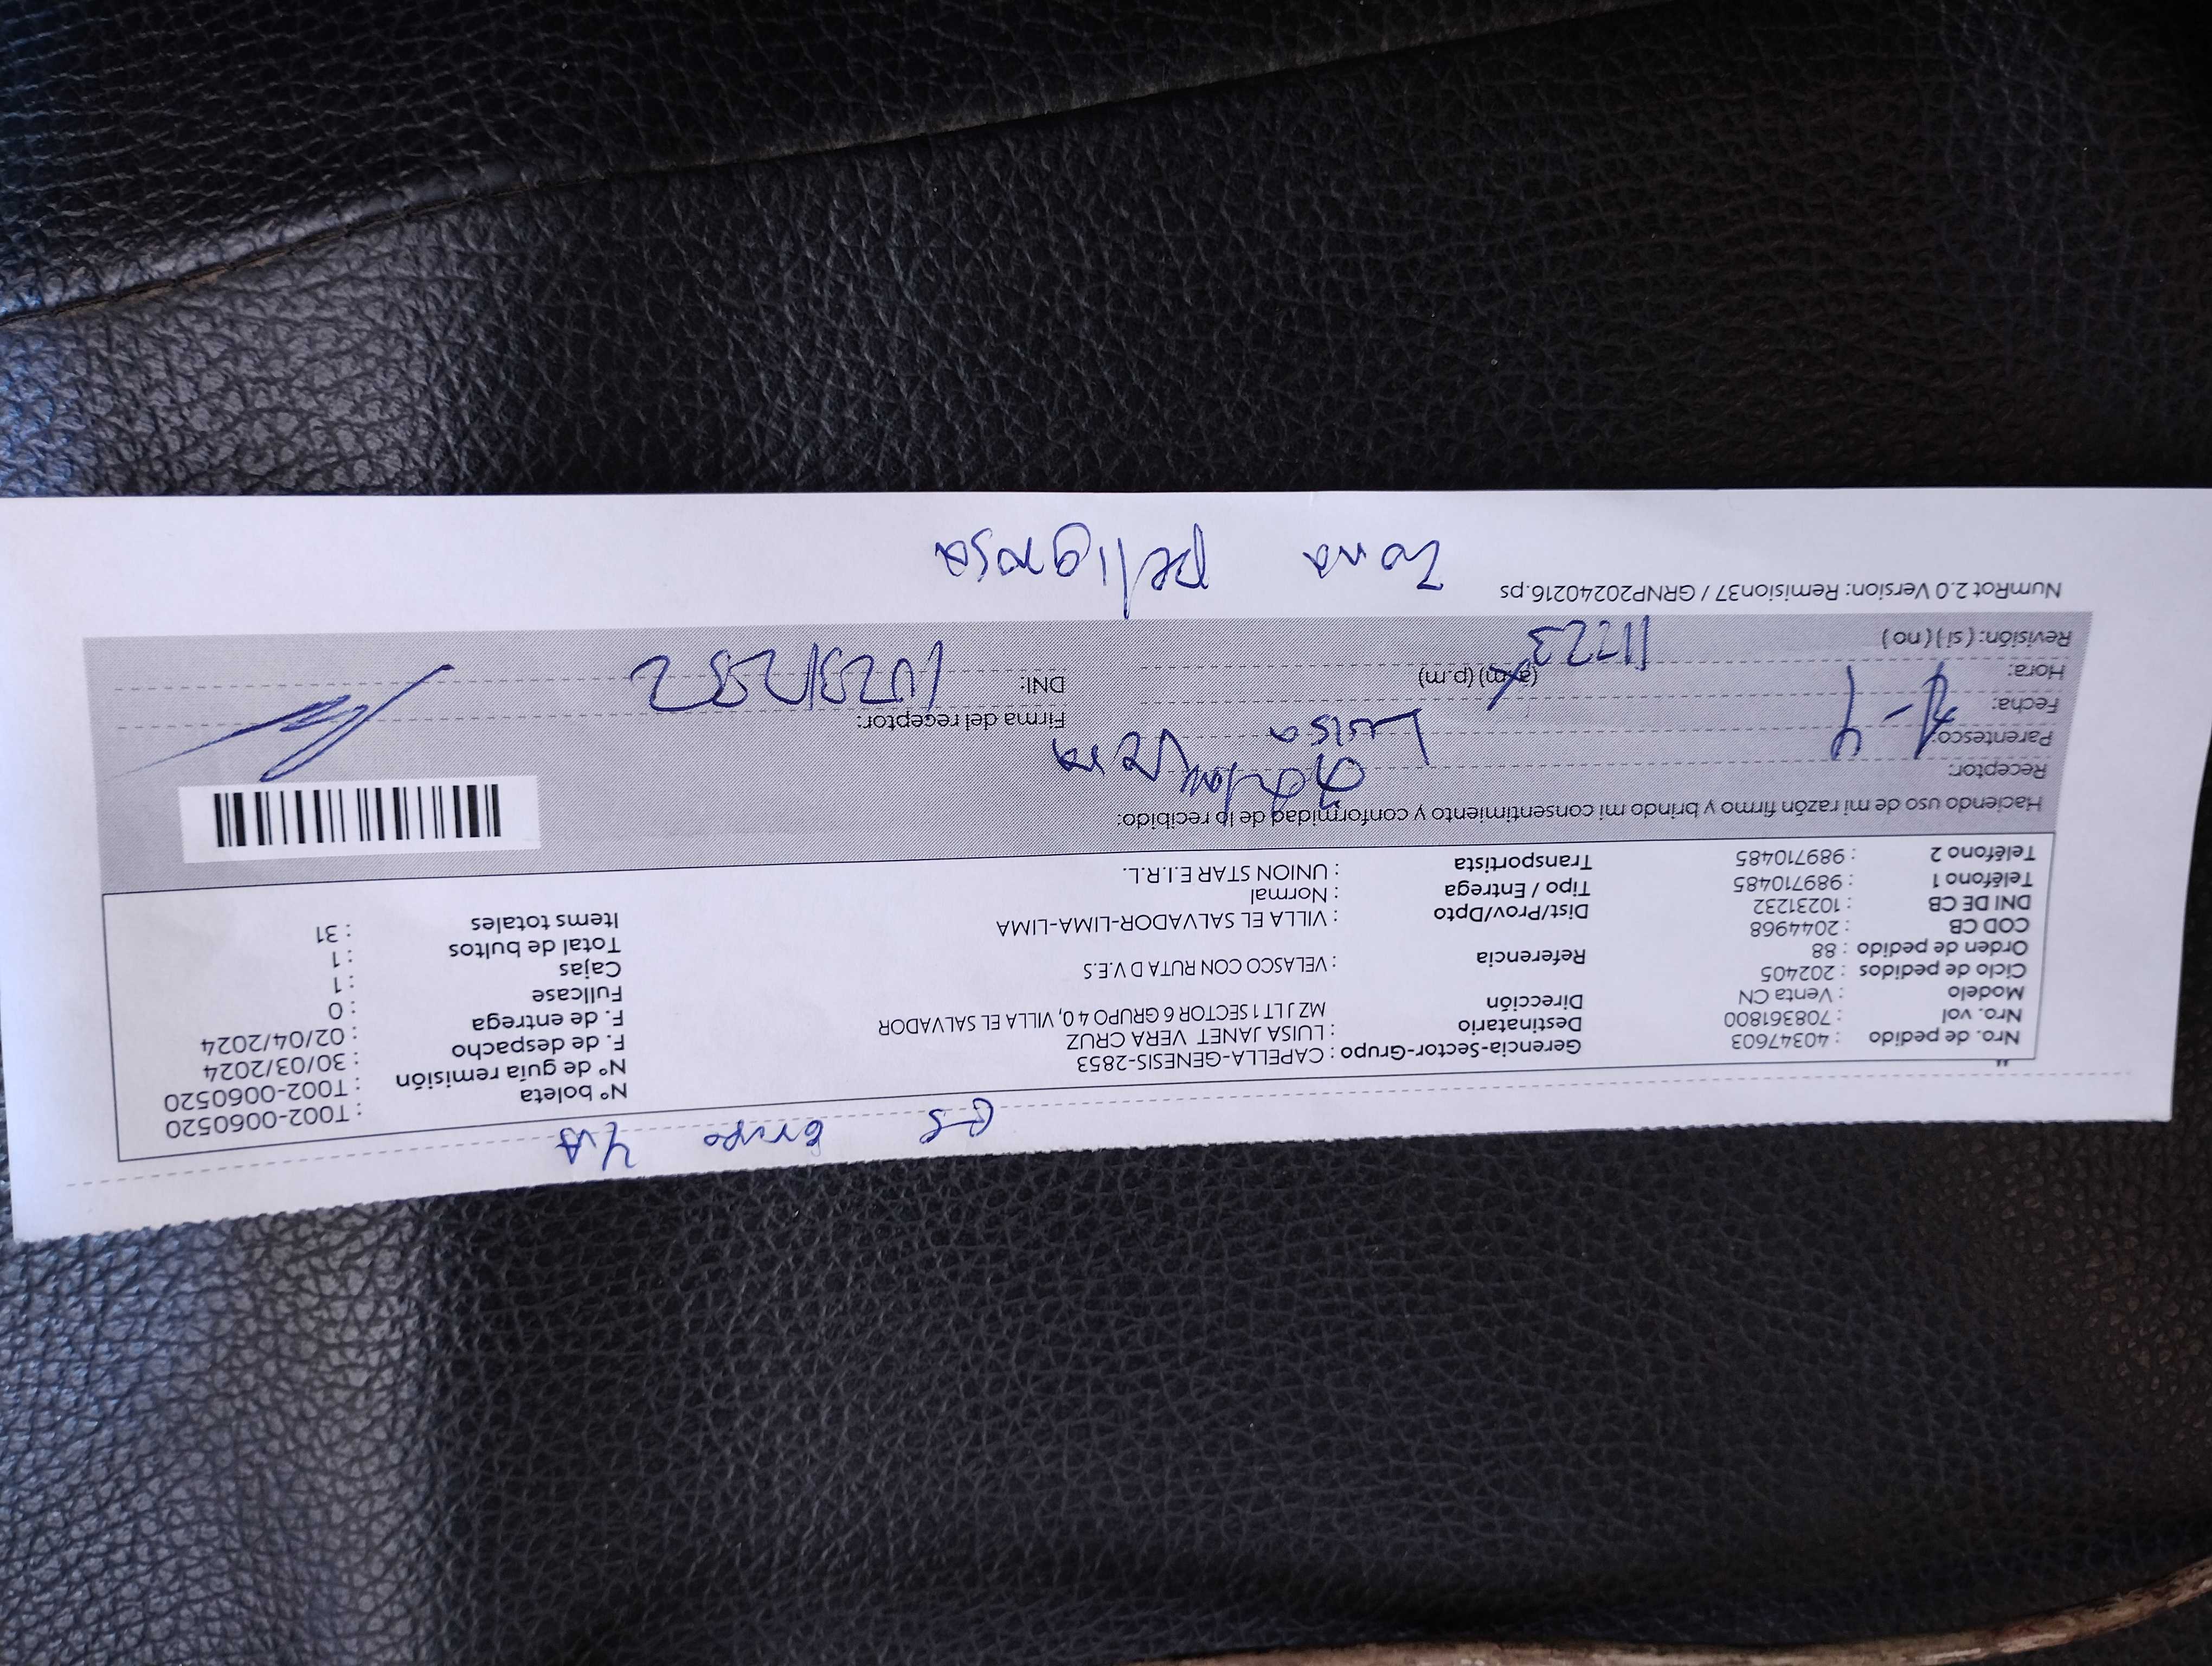 G-S Grupo 4A
Nro. de pedido : 40347603
Nro. vol. : 708361800
Modelo : Venta CN
Ciclo de pedidos : 202405
Orden de pedido : 88
COD CB : 2044968
DNI DE CB : 10231232
Teléfono 1 : 989710485
Teléfono 2 : 989710485
Gerencia-Sector-Grupo : CAPELLA-GENESIS-2853
Destinatario : LUISA JANET VERA CRUZ
Dirección MZ J LT 1 SECTOR 6 GRUPO 4 0, VILLA EL SALVADOR
Referencia : VELASCO CON RUTA D V.E.S
Dist/Prov/Dpto : VILLA EL SALVADOR-LIMA-LIMA
Tipo / Entrega : Normal
Transportista : UNION STAR E.I.R.L.
N° boleta : T002-0060520
N° de guía remisión : T002-0060520
F. de despacho : 30/03/2024
F. de entrega : 02/04/2024
Fullcase : 0
Cajas : 1
Total de bultos : 1
Items totales : 31
Haciendo uso de mi razón firmo y brindo mi consentimiento y conformidad de lo recibido:
Receptor: Vera
Parentesco: Luisa
Fecha:
Hora: (a.m) (p.m)
Revisión: ( si ) ( no )
Firma del receptor:
DNI:
NumRot 2.0 Version: Remision37 / GRNP20240216.ps
Zona peligrosa